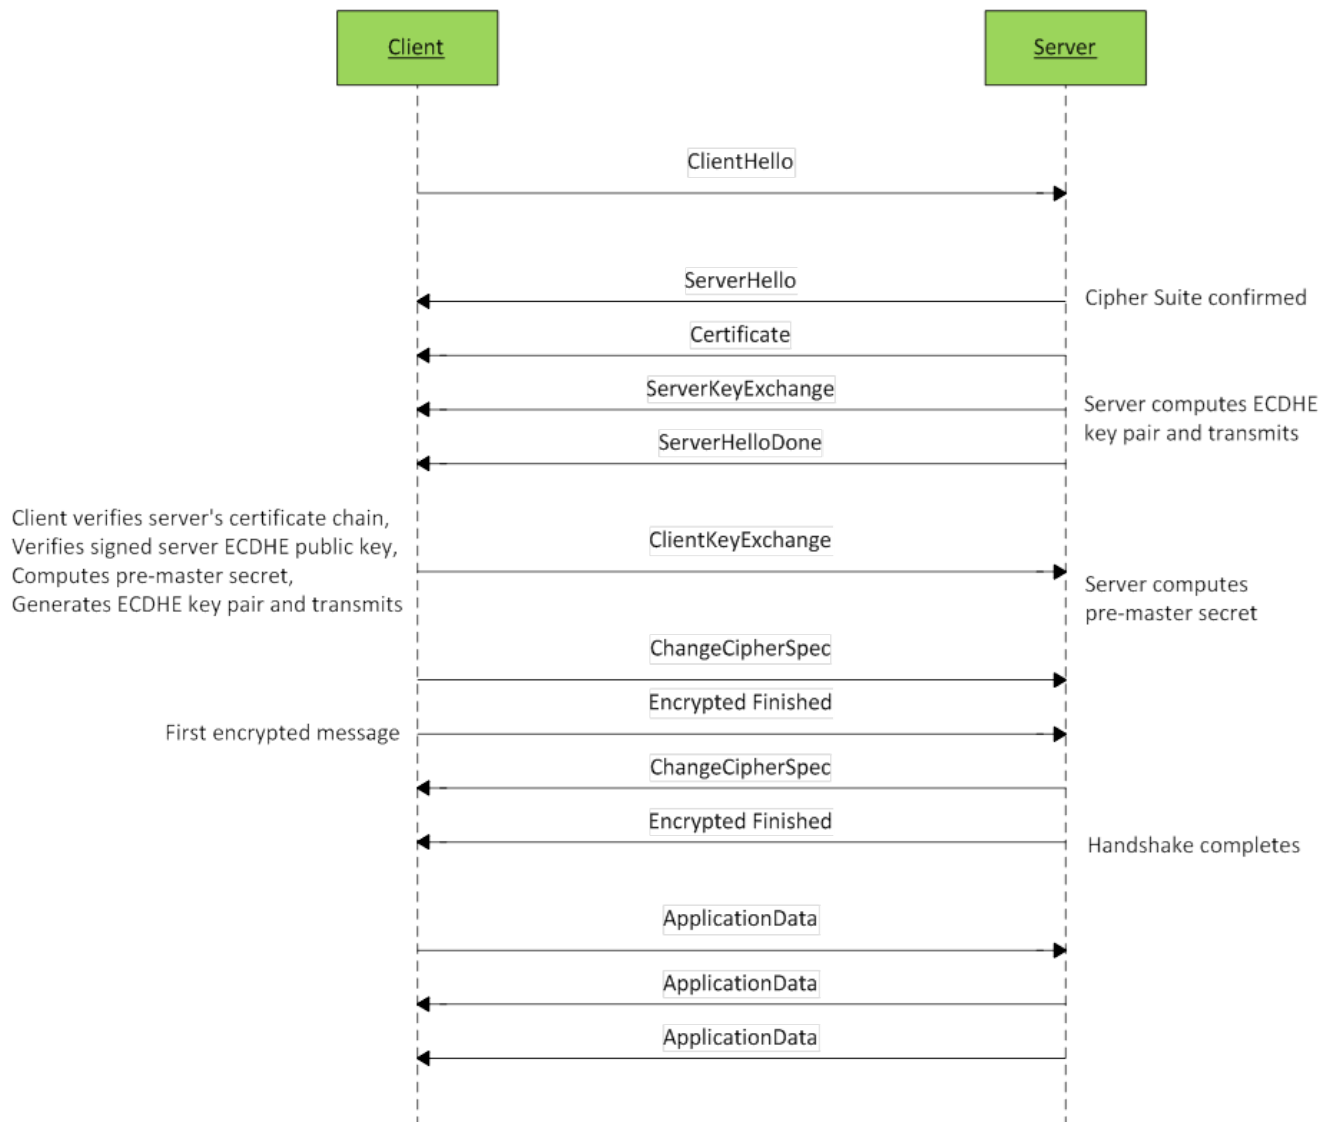 Client
Server
ClientHello
ServerHello
Cipher Suite confirmed
Certificate
ServerKeyExchange
Server computes ECDHE
key pair and transmits
ServerHelloDone
Client verifies server's certificate chain,
Verifies signed server ECDHE public key,
Computes pre-master secret,
Generates ECDHE key pair and transmits
ClientKeyExchange
Server computes
pre-master secret
ChangeCipherSpec
Encrypted Finished
First encrypted message
ChangeCipherSpec
Encrypted Finished
Handshake completes
ApplicationData
ApplicationData
ApplicationData